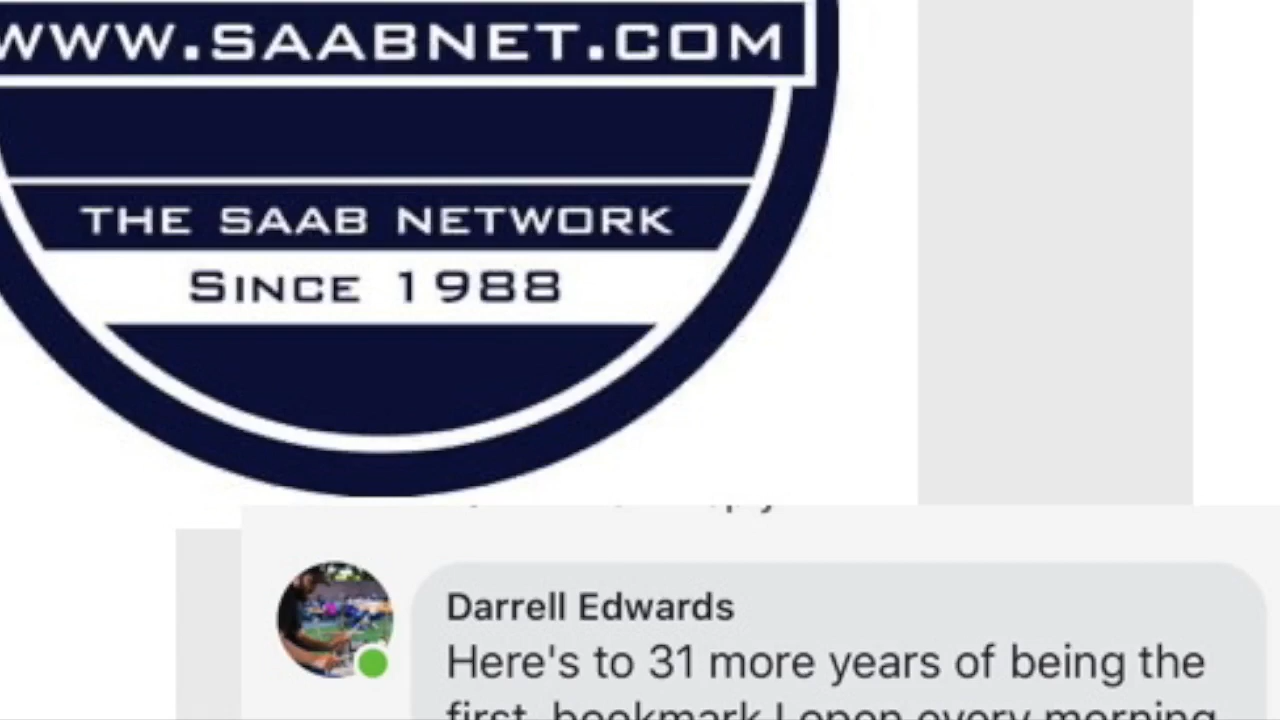 WWW.SAABNET.COM
THE SAAB NETWORK
SINCE 1988
Darrell Edwards
Here's to 31 more years of being the
first bookmark I open every morning